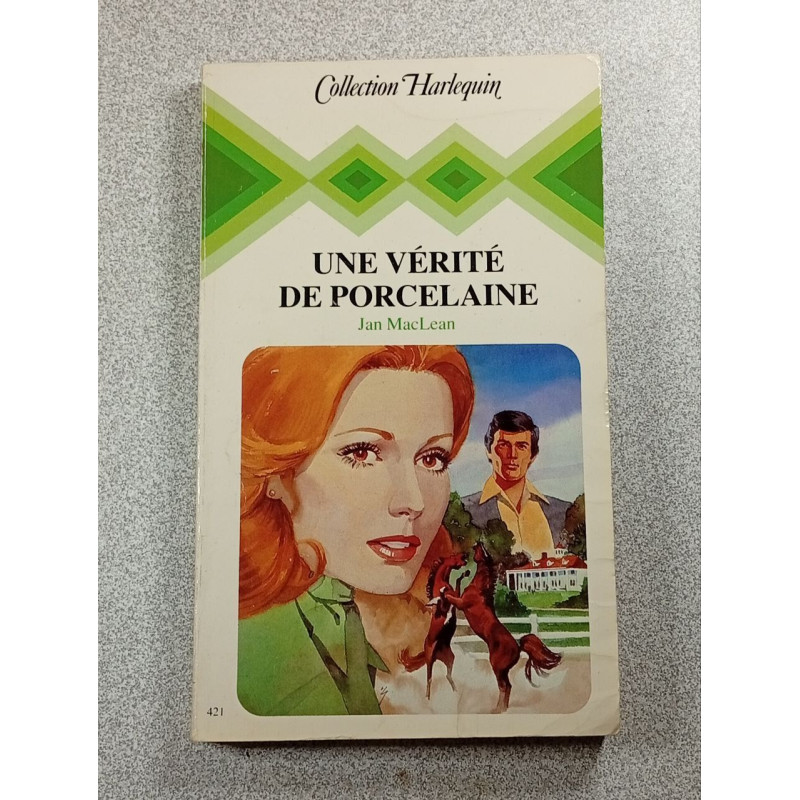 Collection Harlequin
UNE VÉRITÉ
DE PORCELAINE
Jan MacLean
421